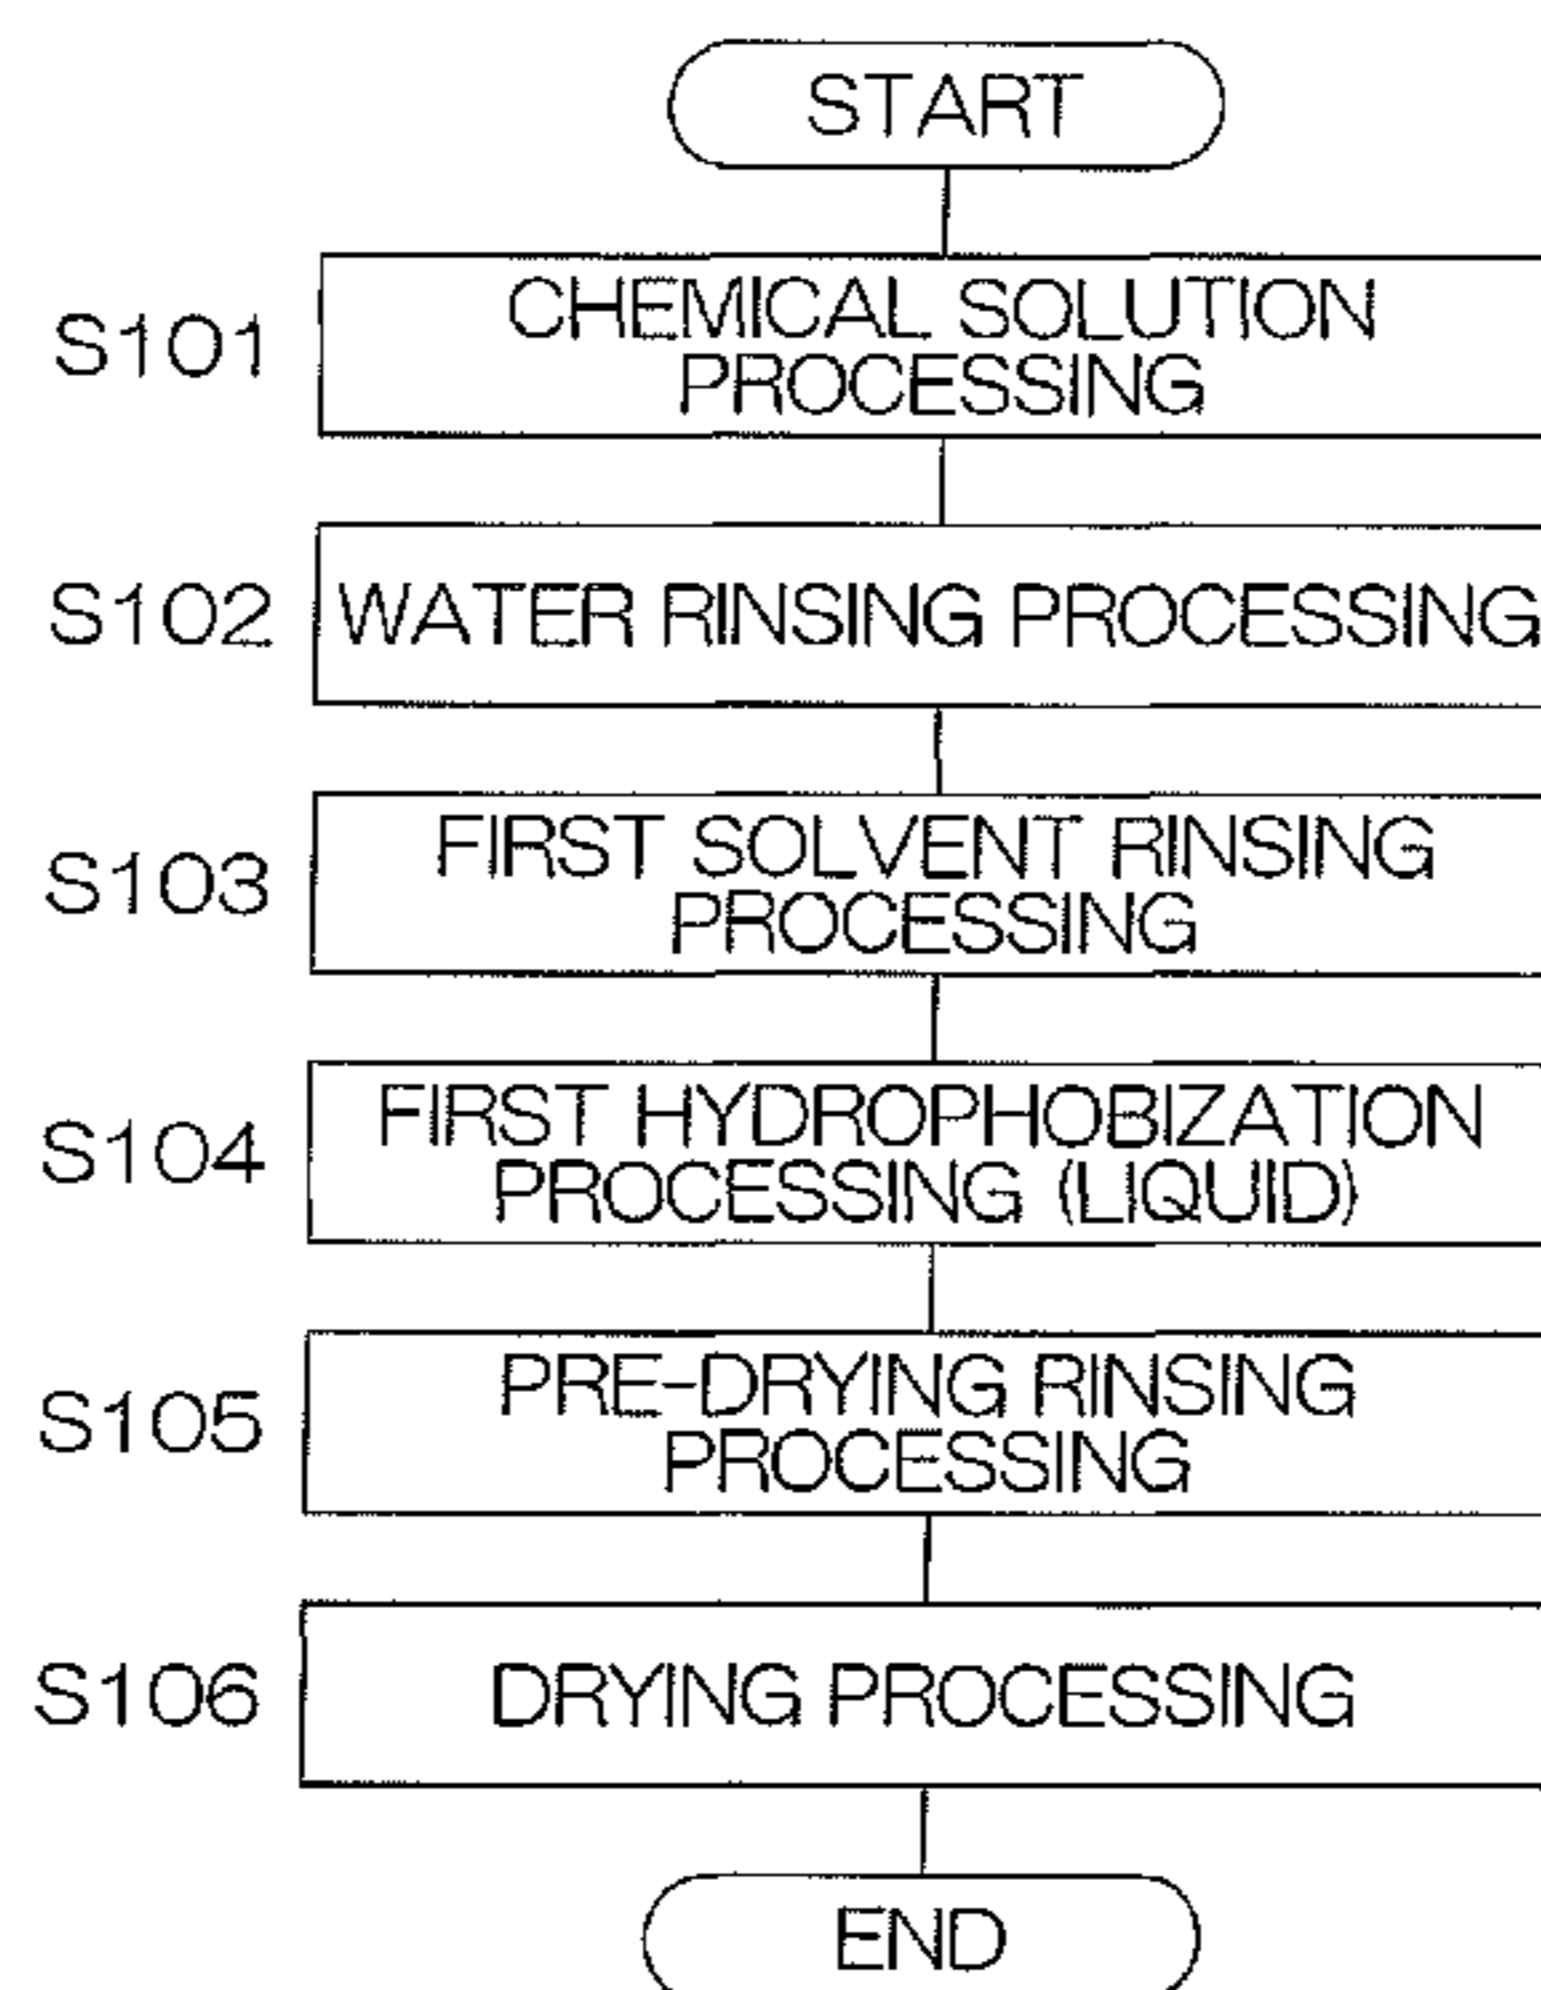 START
S101
CHEMICAL SOLUTION
PROCESSING
S102
WATER RINSING PROCESSING
S103
FIRST SOLVENT RINSING
PROCESSING
S104
FIRST HYDROPHOBIZATION
PROCESSING (LIQUID)
S105
PRE-DRYING RINSING
PROCESSING
S106
DRYING PROCESSING
END